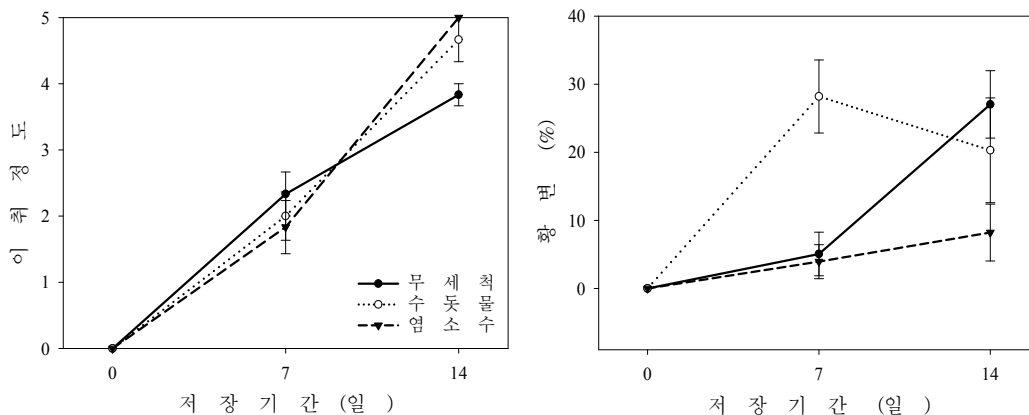 이 취 정 도
5
4
3
2
1
0
무 세 척
수 돗 물
염 소 수
0 7 14
저 장 기 간 (일 )
황 변 (%)
40
30
20
10
0
0 7 14
저 장 기 간 (일 )